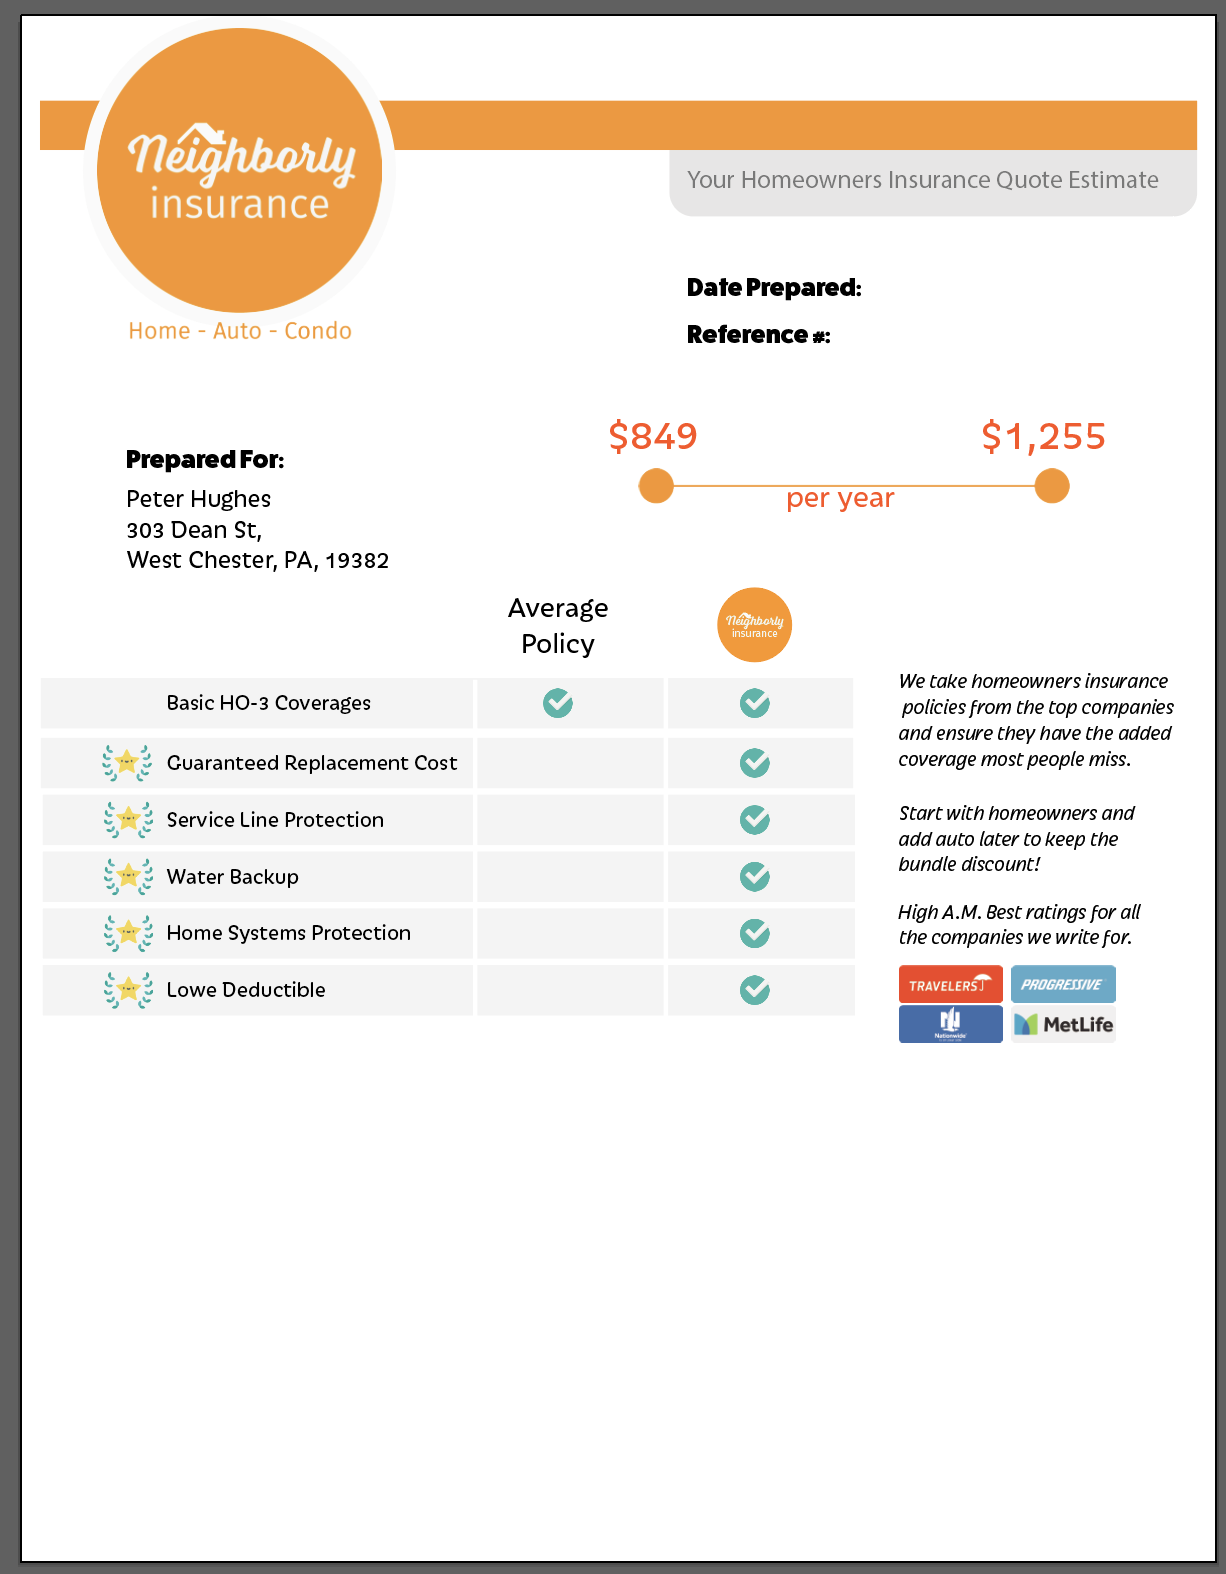 Neighborly
insurance
Home - Auto - Condo
Your Homeowners Insurance Quote Estimate
Date Prepared:
Reference #:
$849
$1,255
per year
Prepared For:
Peter Hughes
303 Dean St,
West Chester, PA, 19382
Average
Policy
Neighborly
insurance
Basic HO-3 Coverages
Guaranteed Replacement Cost
Service Line Protection
Water Backup
Home Systems Protection
Lowe Deductible
We take homeowners insurance
policies from the top companies
and ensure they have the added
coverage most people miss.
Start with homeowners and
add auto later to keep the
bundle discount!
High A.M. Best ratings for all
the companies we write for.
TRAVELERS
PROGRESSIVE
Nationwide
MetLife